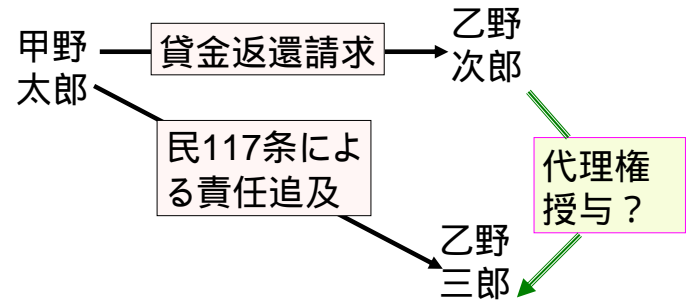 甲野
太郎
貸金返還請求
乙野
次郎
民117条によ
る責任追及
代理権
授与？
乙野
三郎